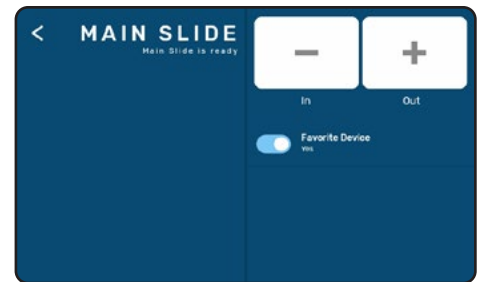 <
MAIN SLIDE
Main Slide is ready
− +
In Out
Favorite Device
YES